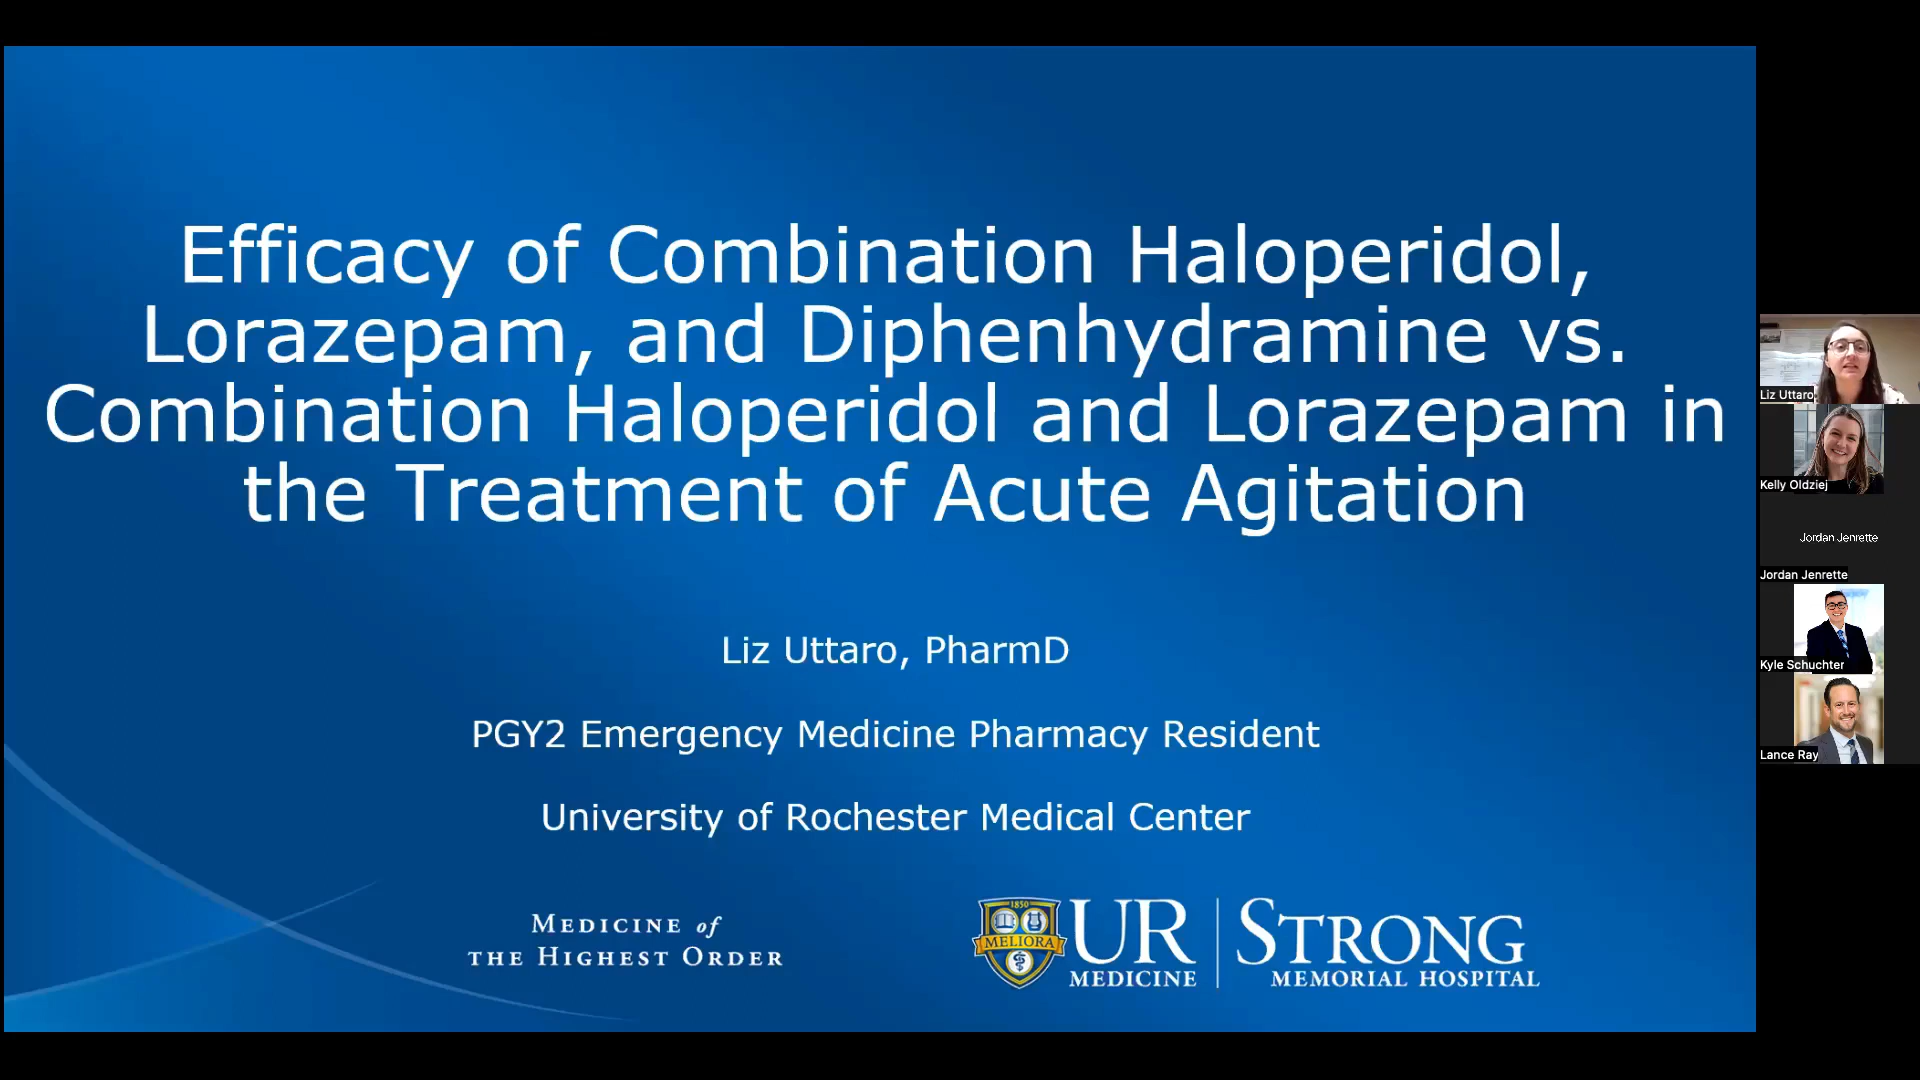 Efficacy of Combination Haloperidol,
Lorazepam, and Diphenhydramine vs.
Combination Haloperidol and Lorazepam in
the Treatment of Acute Agitation
Liz Uttaro, PharmD
PGY2 Emergency Medicine Pharmacy Resident
University of Rochester Medical Center
MEDICINE of
THE HIGHEST ORDER
1850
MELIORA
UR
MEDICINE
STRONG
MEMORIAL HOSPITAL
Liz Uttaro
Kelly Oldziej
Jordan Jenrette
Jordan Jenrette
Kyle Schuchter
Lance Ray